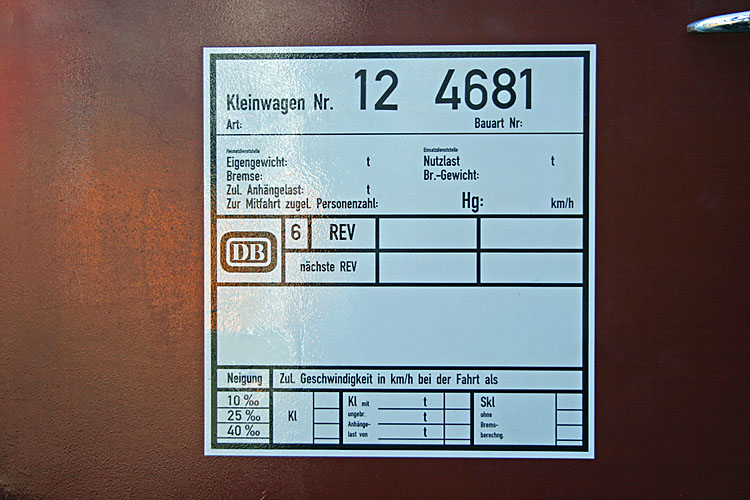 Kleinwagen Nr. 12 4681
Art: Bauart Nr:
Heimatdienststelle Einsatzdienststelle
Eigengewicht: t Nutzlast t
Bremse: Br.-Gewicht:
Zul. Anhängelast: t
Zur Mitfahrt zugel. Personenzahl: Hg: km/h
DB 6 REV
nächste REV
Neigung Zul. Geschwindigkeit in km/h bei der Fahrt als
10 ‰ Kl Kl mit t Skl
25 ‰ ungebr. t ohne
40 ‰ Anhänge- Brems-
last von t berechng.